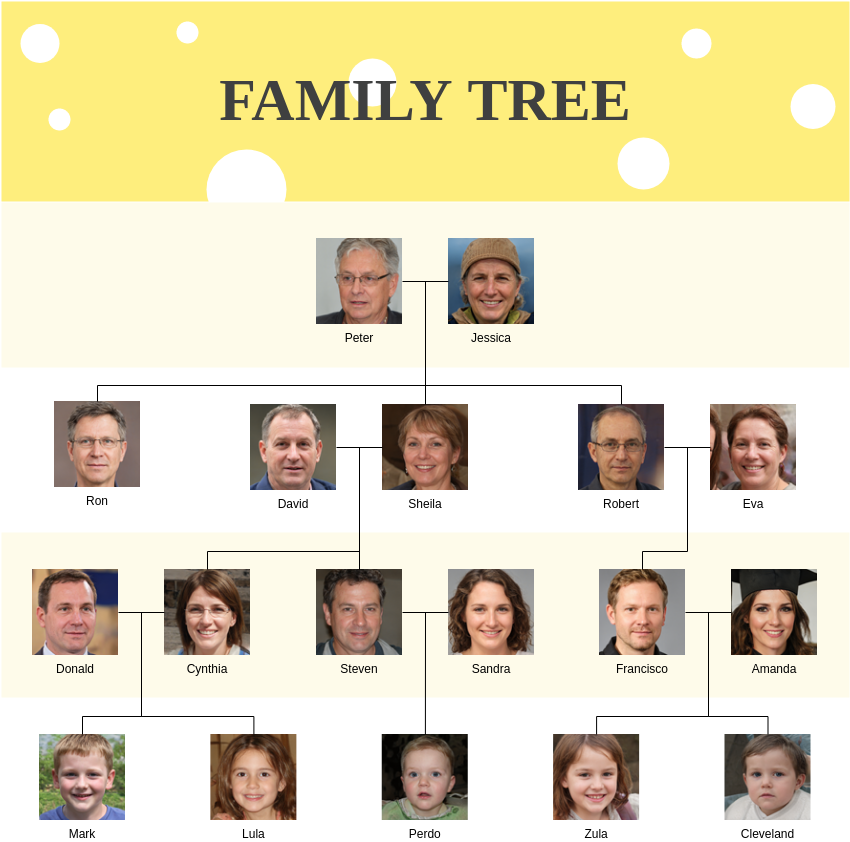 FAMILY TREE
Peter
Jessica
Ron
David
Sheila
Robert
Eva
Donald
Cynthia
Steven
Sandra
Francisco
Amanda
Mark
Lula
Perdo
Zula
Cleveland